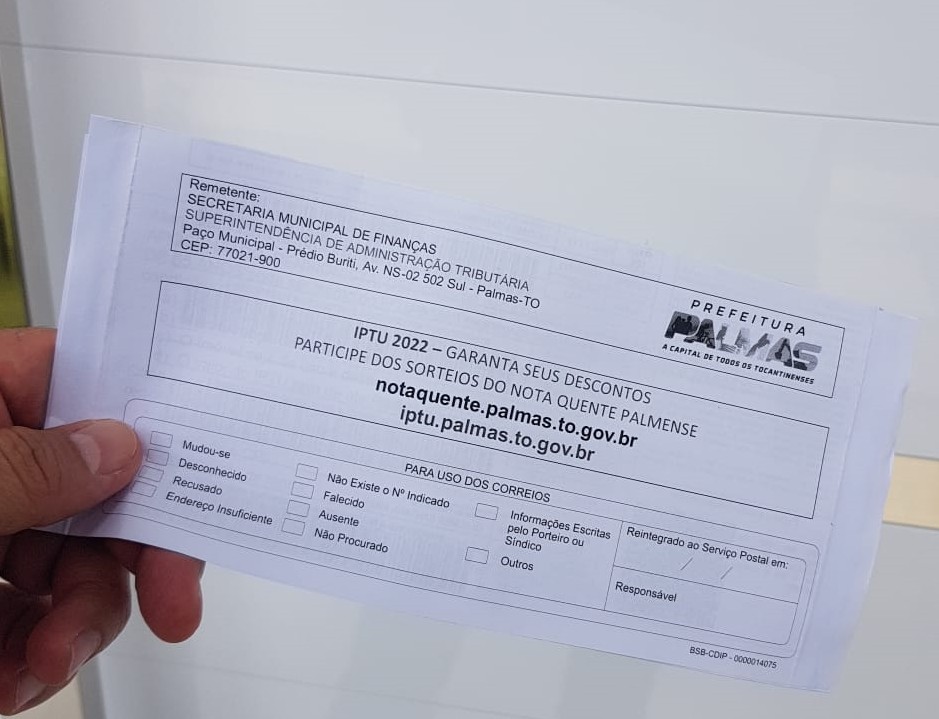 Remetente:
SECRETARIA MUNICIPAL DE FINANÇAS
SUPERINTENDÊNCIA DE ADMINISTRAÇÃO TRIBUTÁRIA
Paço Municipal - Prédio Buriti, Av. NS-02 502 Sul - Palmas-TO
CEP: 77021-900
PREFEITURA
PALMAS
A CAPITAL DE TODOS OS TOCANTINENSES
IPTU 2022 – GARANTA SEUS DESCONTOS
PARTICIPE DOS SORTEIOS DO NOTA QUENTE PALMENSE
notaquente.palmas.to.gov.br
iptu.palmas.to.gov.br
PARA USO DOS CORREIOS
Mudou-se
Desconhecido
Recusado
Endereço Insuficiente
Não Existe o Nº Indicado
Falecido
Ausente
Não Procurado
Informações Escritas
pelo Porteiro ou
Síndico
Outros
Reintegrado ao Serviço Postal em:
/ /
Responsável
BSB-CDIP - 0000014075